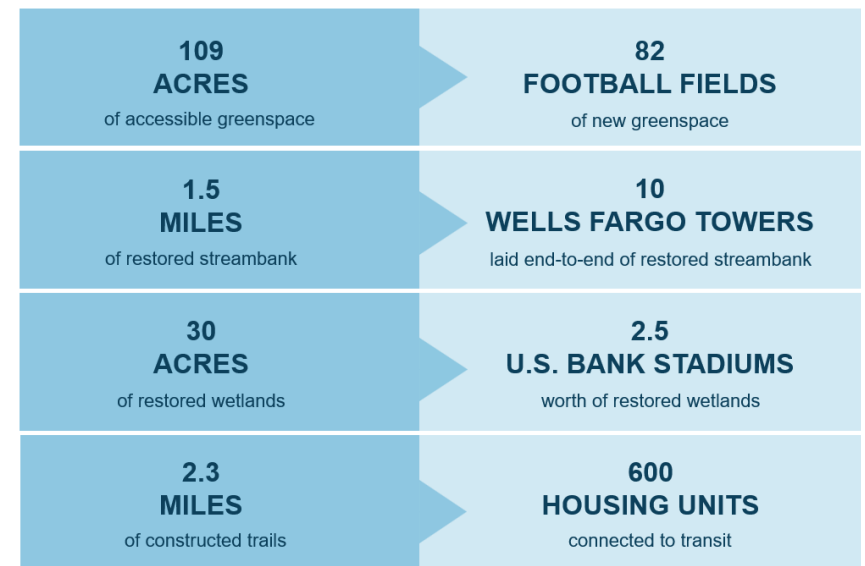 109
ACRES
of accessible greenspace
82
FOOTBALL FIELDS
of new greenspace
1.5
MILES
of restored streambank
10
WELLS FARGO TOWERS
laid end-to-end of restored streambank
30
ACRES
of restored wetlands
2.5
U.S. BANK STADIUMS
worth of restored wetlands
2.3
MILES
of constructed trails
600
HOUSING UNITS
connected to transit